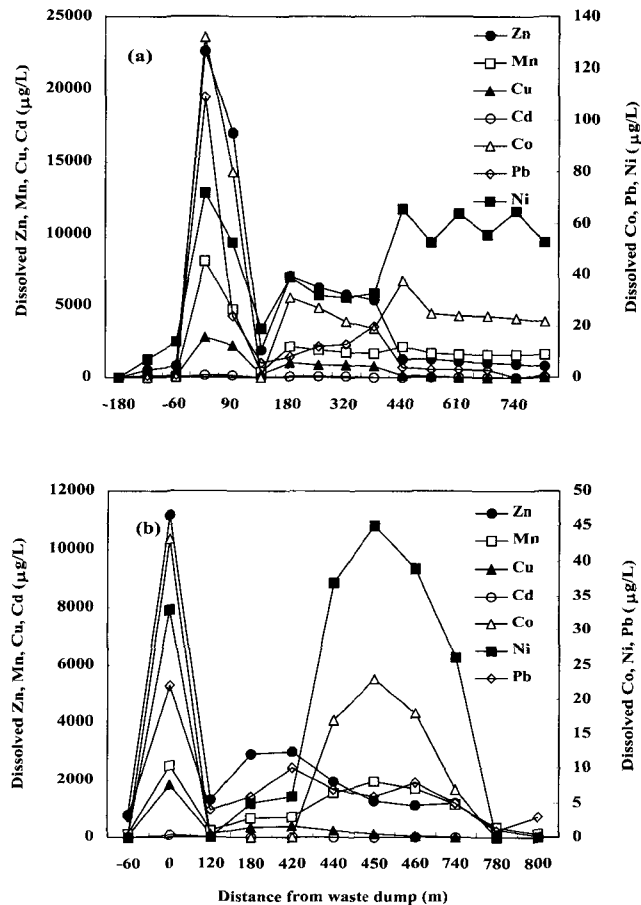 (a)
Dissolved Zn, Mn, Cu, Cd (µg/L)
25000
20000
15000
10000
5000
0
140
120
100
80
60
40
20
0
Dissolved Co, Pb, Ni ( µg/L)
Zn
Mn
Cu
Cd
Co
Pb
Ni
-180
-60
90
180
320
440
610
740
(b)
Dissolved Zn, Mn, Cu, Cd (µg/L)
12000
10000
8000
6000
4000
2000
0
50
45
40
35
30
25
20
15
10
5
0
Dissolved Co, Ni, Pb (µg/L)
Zn
Mn
Cu
Cd
Co
Ni
Pb
-60
0
120
180
420
440
450
460
740
780
800
Distance from waste dump (m)